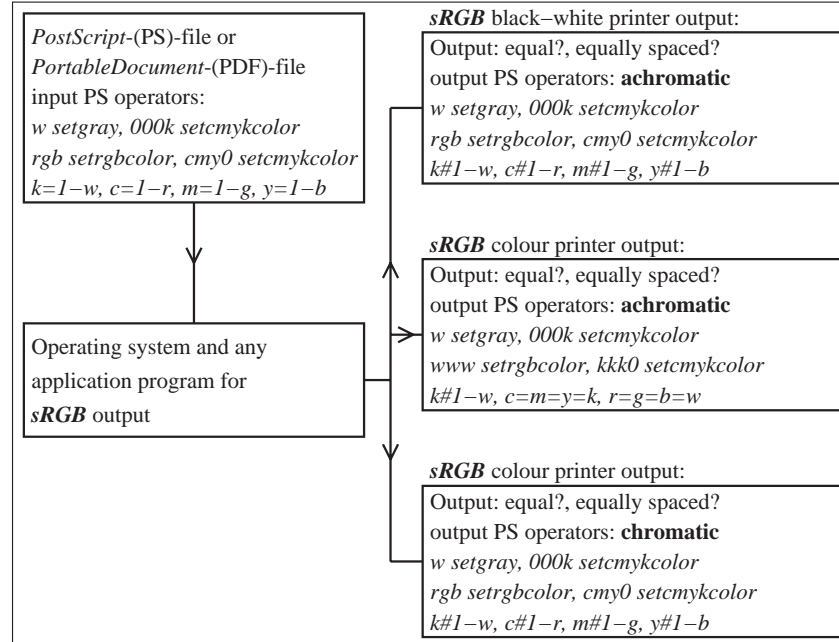 PostScript-(PS)-file or
PortableDocument-(PDF)-file
input PS operators:
w setgray, 000k setcmykcolor
rgb setrgbcolor, cmy0 setcmykcolor
k=1−w, c=1−r, m=1−g, y=1−b
Operating system and any
application program for
sRGB output
sRGB black−white printer output:
Output: equal?, equally spaced?
output PS operators: achromatic
w setgray, 000k setcmykcolor
rgb setrgbcolor, cmy0 setcmykcolor
k#1−w, c#1−r, m#1−g, y#1−b
sRGB colour printer output:
Output: equal?, equally spaced?
output PS operators: achromatic
w setgray, 000k setcmykcolor
www setrgbcolor, kkk0 setcmykcolor
k#1−w, c=m=y=k, r=g=b=w
sRGB colour printer output:
Output: equal?, equally spaced?
output PS operators: chromatic
w setgray, 000k setcmykcolor
rgb setrgbcolor, cmy0 setcmykcolor
k#1−w, c#1−r, m#1−g, y#1−b